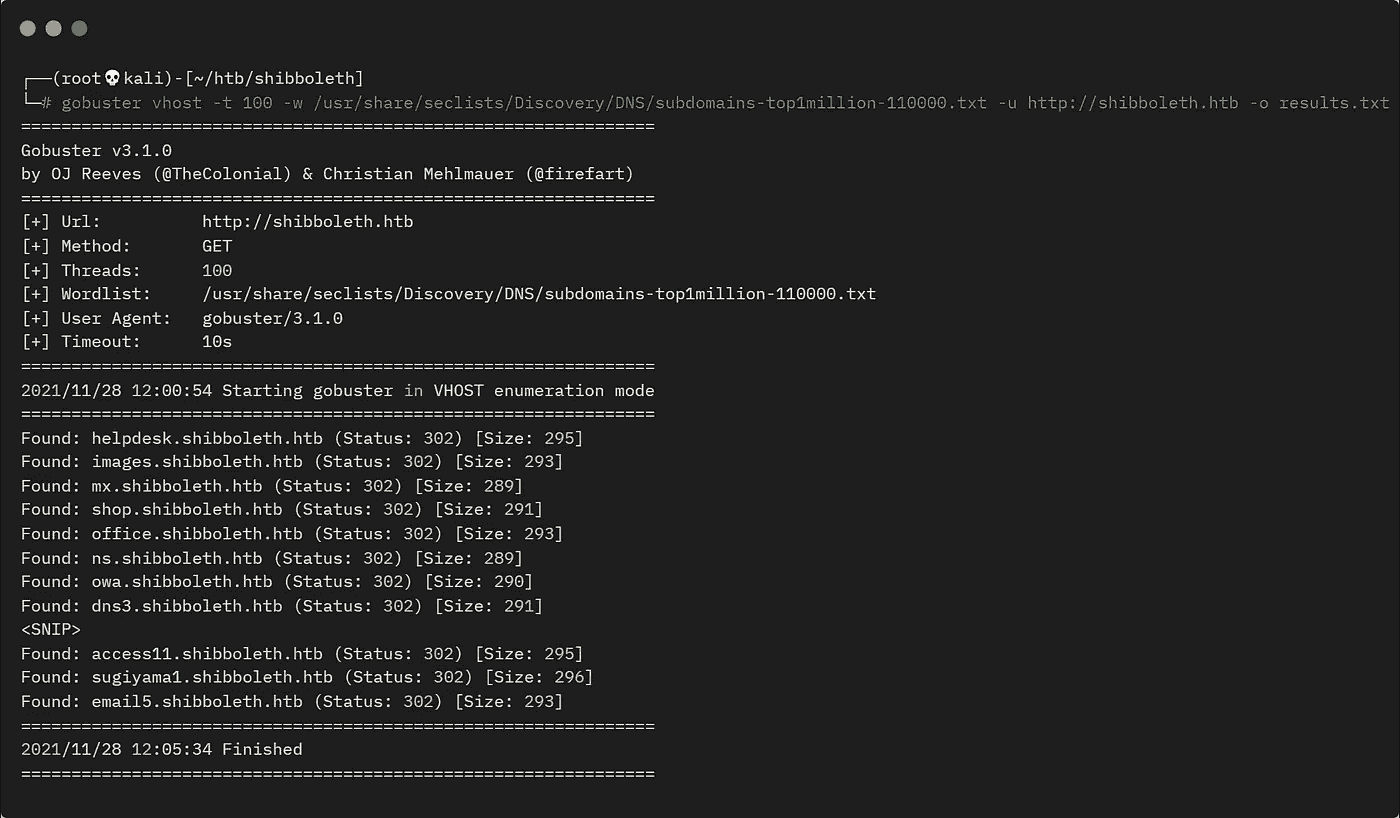 ┌──(root💀kali)-[~/htb/shibboleth]
└─# gobuster vhost -t 100 -w /usr/share/seclists/Discovery/DNS/subdomains-top1million-110000.txt -u http://shibboleth.htb -o results.txt
===============================================================
Gobuster v3.1.0
by OJ Reeves (@TheColonial) & Christian Mehlmauer (@firefart)
===============================================================
[+] Url:          http://shibboleth.htb
[+] Method:       GET
[+] Threads:      100
[+] Wordlist:     /usr/share/seclists/Discovery/DNS/subdomains-top1million-110000.txt
[+] User Agent:   gobuster/3.1.0
[+] Timeout:      10s
===============================================================
2021/11/28 12:00:54 Starting gobuster in VHOST enumeration mode
===============================================================
Found: helpdesk.shibboleth.htb (Status: 302) [Size: 295]
Found: images.shibboleth.htb (Status: 302) [Size: 293]
Found: mx.shibboleth.htb (Status: 302) [Size: 289]
Found: shop.shibboleth.htb (Status: 302) [Size: 291]
Found: office.shibboleth.htb (Status: 302) [Size: 293]
Found: ns.shibboleth.htb (Status: 302) [Size: 289]
Found: owa.shibboleth.htb (Status: 302) [Size: 290]
Found: dns3.shibboleth.htb (Status: 302) [Size: 291]
<SNIP>
Found: access11.shibboleth.htb (Status: 302) [Size: 295]
Found: sugiyama1.shibboleth.htb (Status: 302) [Size: 296]
Found: email5.shibboleth.htb (Status: 302) [Size: 293]
===============================================================
2021/11/28 12:05:34 Finished
===============================================================